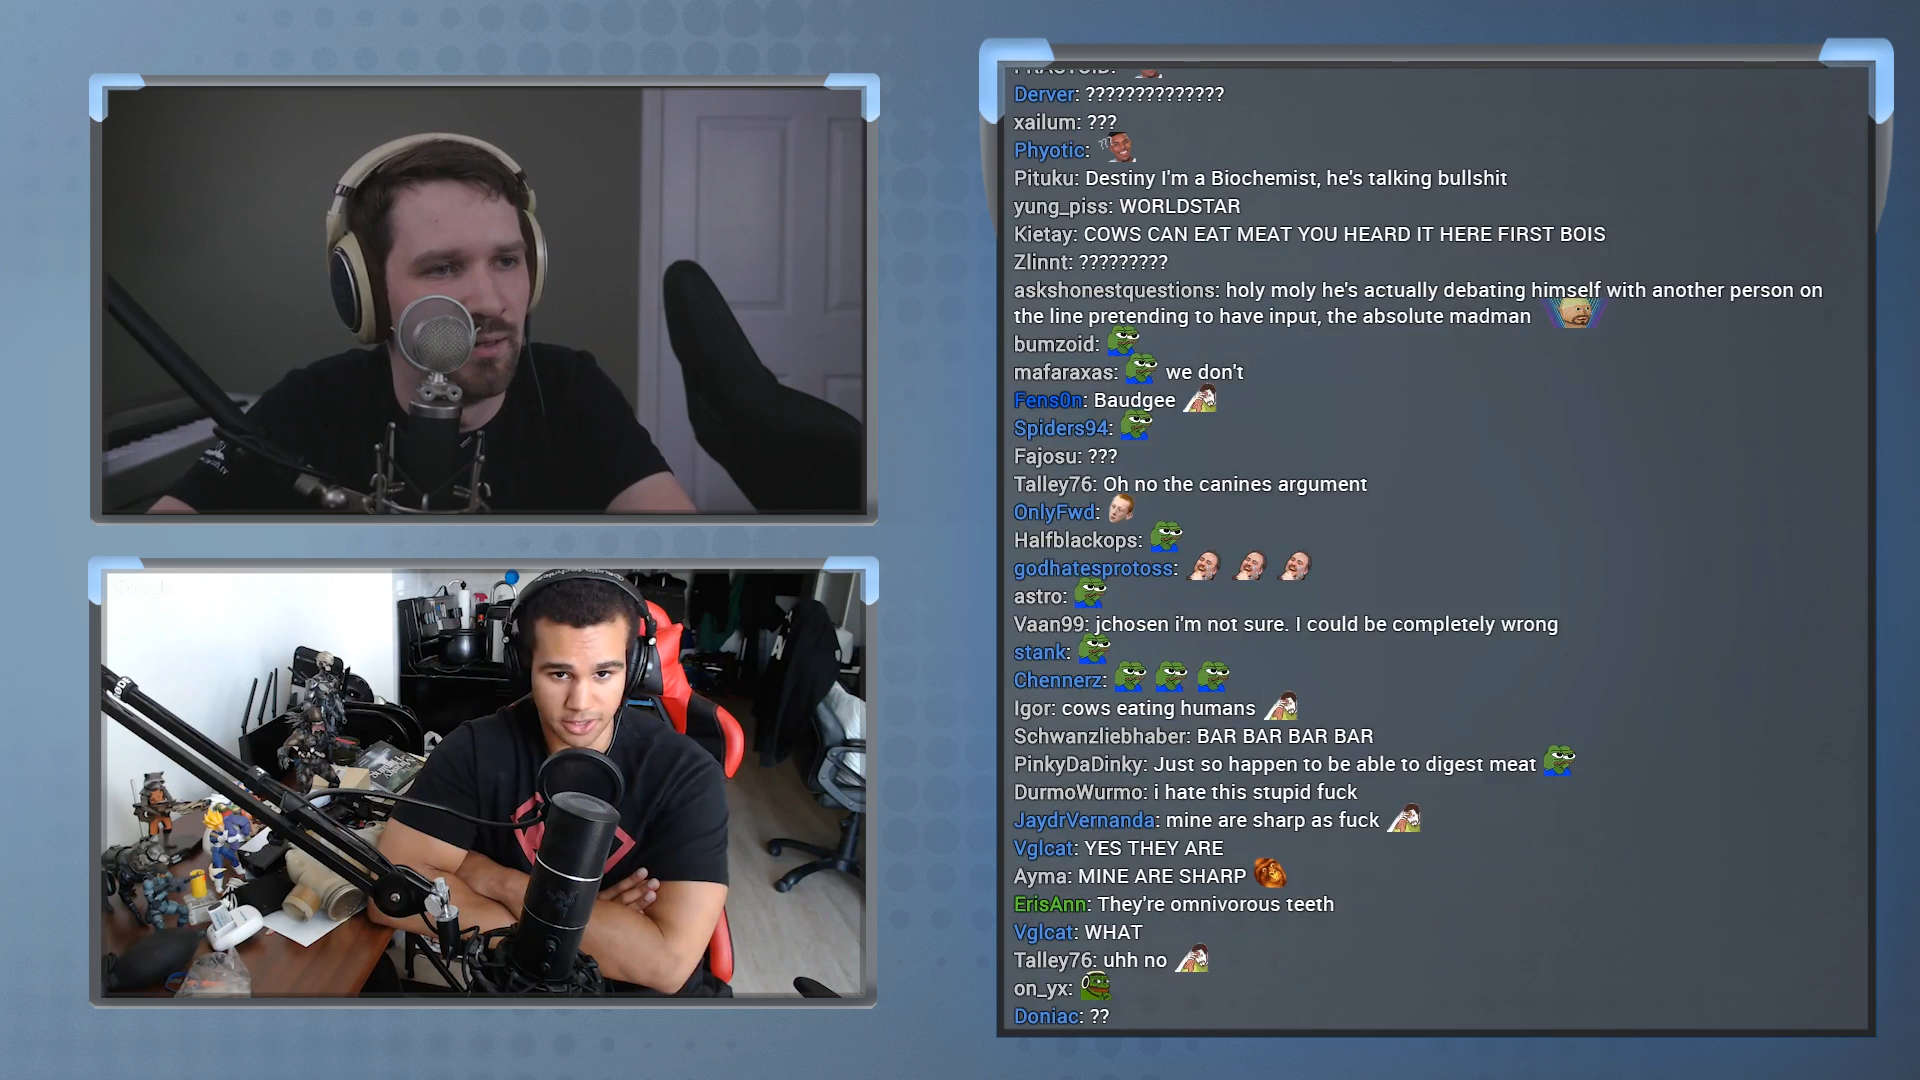 Derver: ??????????????
xailum: ???
Phyotic:
Pituku: Destiny I'm a Biochemist, he's talking bullshit
yung_piss: WORLDSTAR
Kietay: COWS CAN EAT MEAT YOU HEARD IT HERE FIRST BOIS
Zlinnt: ?????????
askshonestquestions: holy moly he's actually debating himself with another person on
the line pretending to have input, the absolute madman
bumzoid:
mafaraxas: we don't
Fens0n: Baudgee
Spiders94:
Fajosu: ???
Talley76: Oh no the canines argument
OnlyFwd:
Halfblackops:
godhatesprotoss:
astro:
Vaan99: jchosen i'm not sure. I could be completely wrong
stank:
Chennerz:
Igor: cows eating humans
Schwanzliebhaber: BAR BAR BAR BAR
PinkyDaDinky: Just so happen to be able to digest meat
DurmoWurmo: i hate this stupid fuck
JaydrVernanda: mine are sharp as fuck
Vglcat: YES THEY ARE
Ayma: MINE ARE SHARP
ErisAnn: They're omnivorous teeth
Vglcat: WHAT
Talley76: uhh no
on_yx:
Doniac: ??